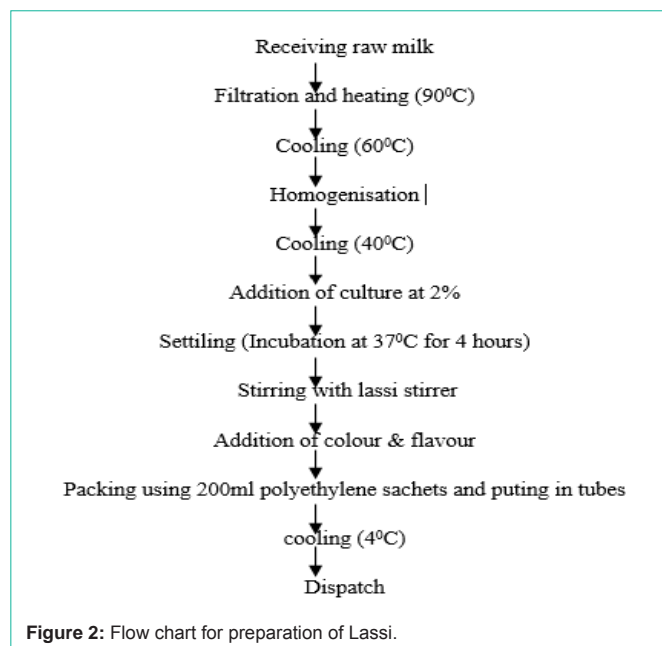 Receiving raw milk
Filtration and heating (90⁰C)
Cooling (60⁰C)
Homogenisation
Cooling (40⁰C)
Addition of culture at 2%
Settiling (Incubation at 37⁰C for 4 hours)
Stirring with lassi stirrer
Addition of colour & flavour
Packing using 200ml polyethylene sachets and puting in tubes
cooling (4⁰C)
Dispatch
Figure 2: Flow chart for preparation of Lassi.